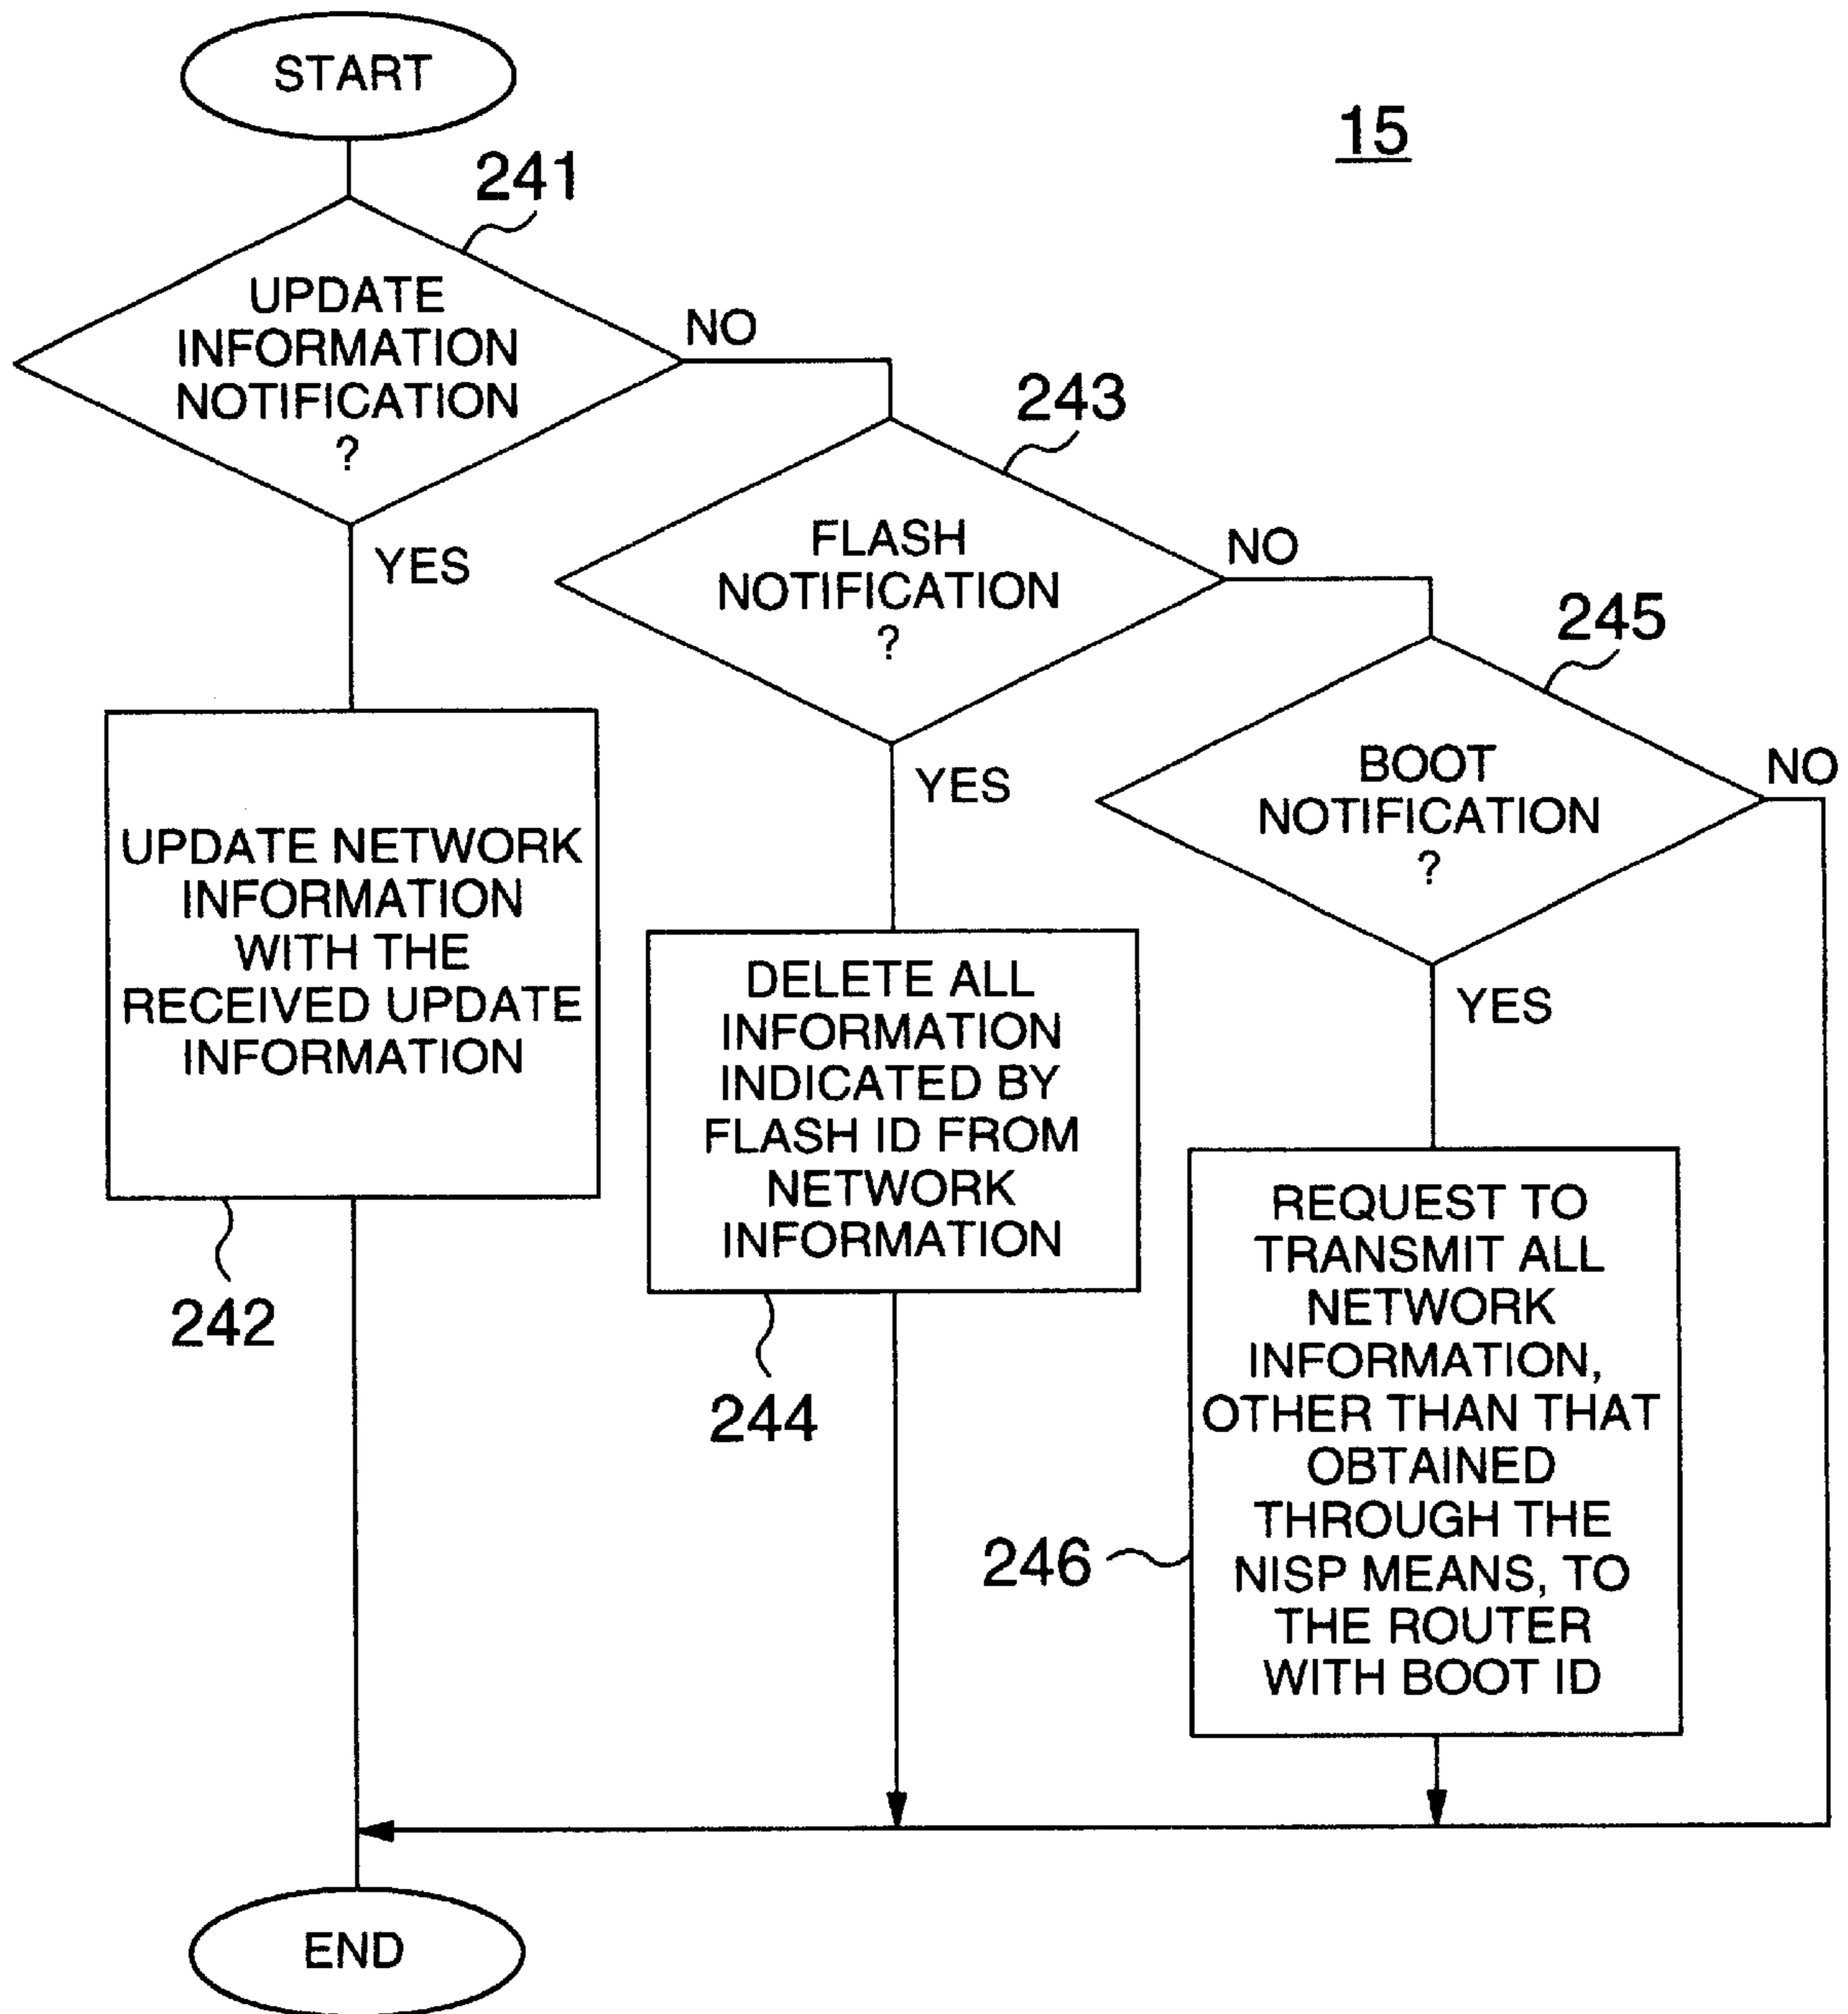 START
15
241
UPDATE
INFORMATION
NOTIFICATION
?
NO
YES
243
FLASH
NOTIFICATION
?
NO
YES
245
BOOT
NOTIFICATION
?
NO
YES
UPDATE NETWORK
INFORMATION
WITH THE
RECEIVED UPDATE
INFORMATION
242
DELETE ALL
INFORMATION
INDICATED BY
FLASH ID FROM
NETWORK
INFORMATION
244
REQUEST TO
TRANSMIT ALL
NETWORK
INFORMATION,
OTHER THAN THAT
OBTAINED
THROUGH THE
NISP MEANS, TO
THE ROUTER
WITH BOOT ID
246
END